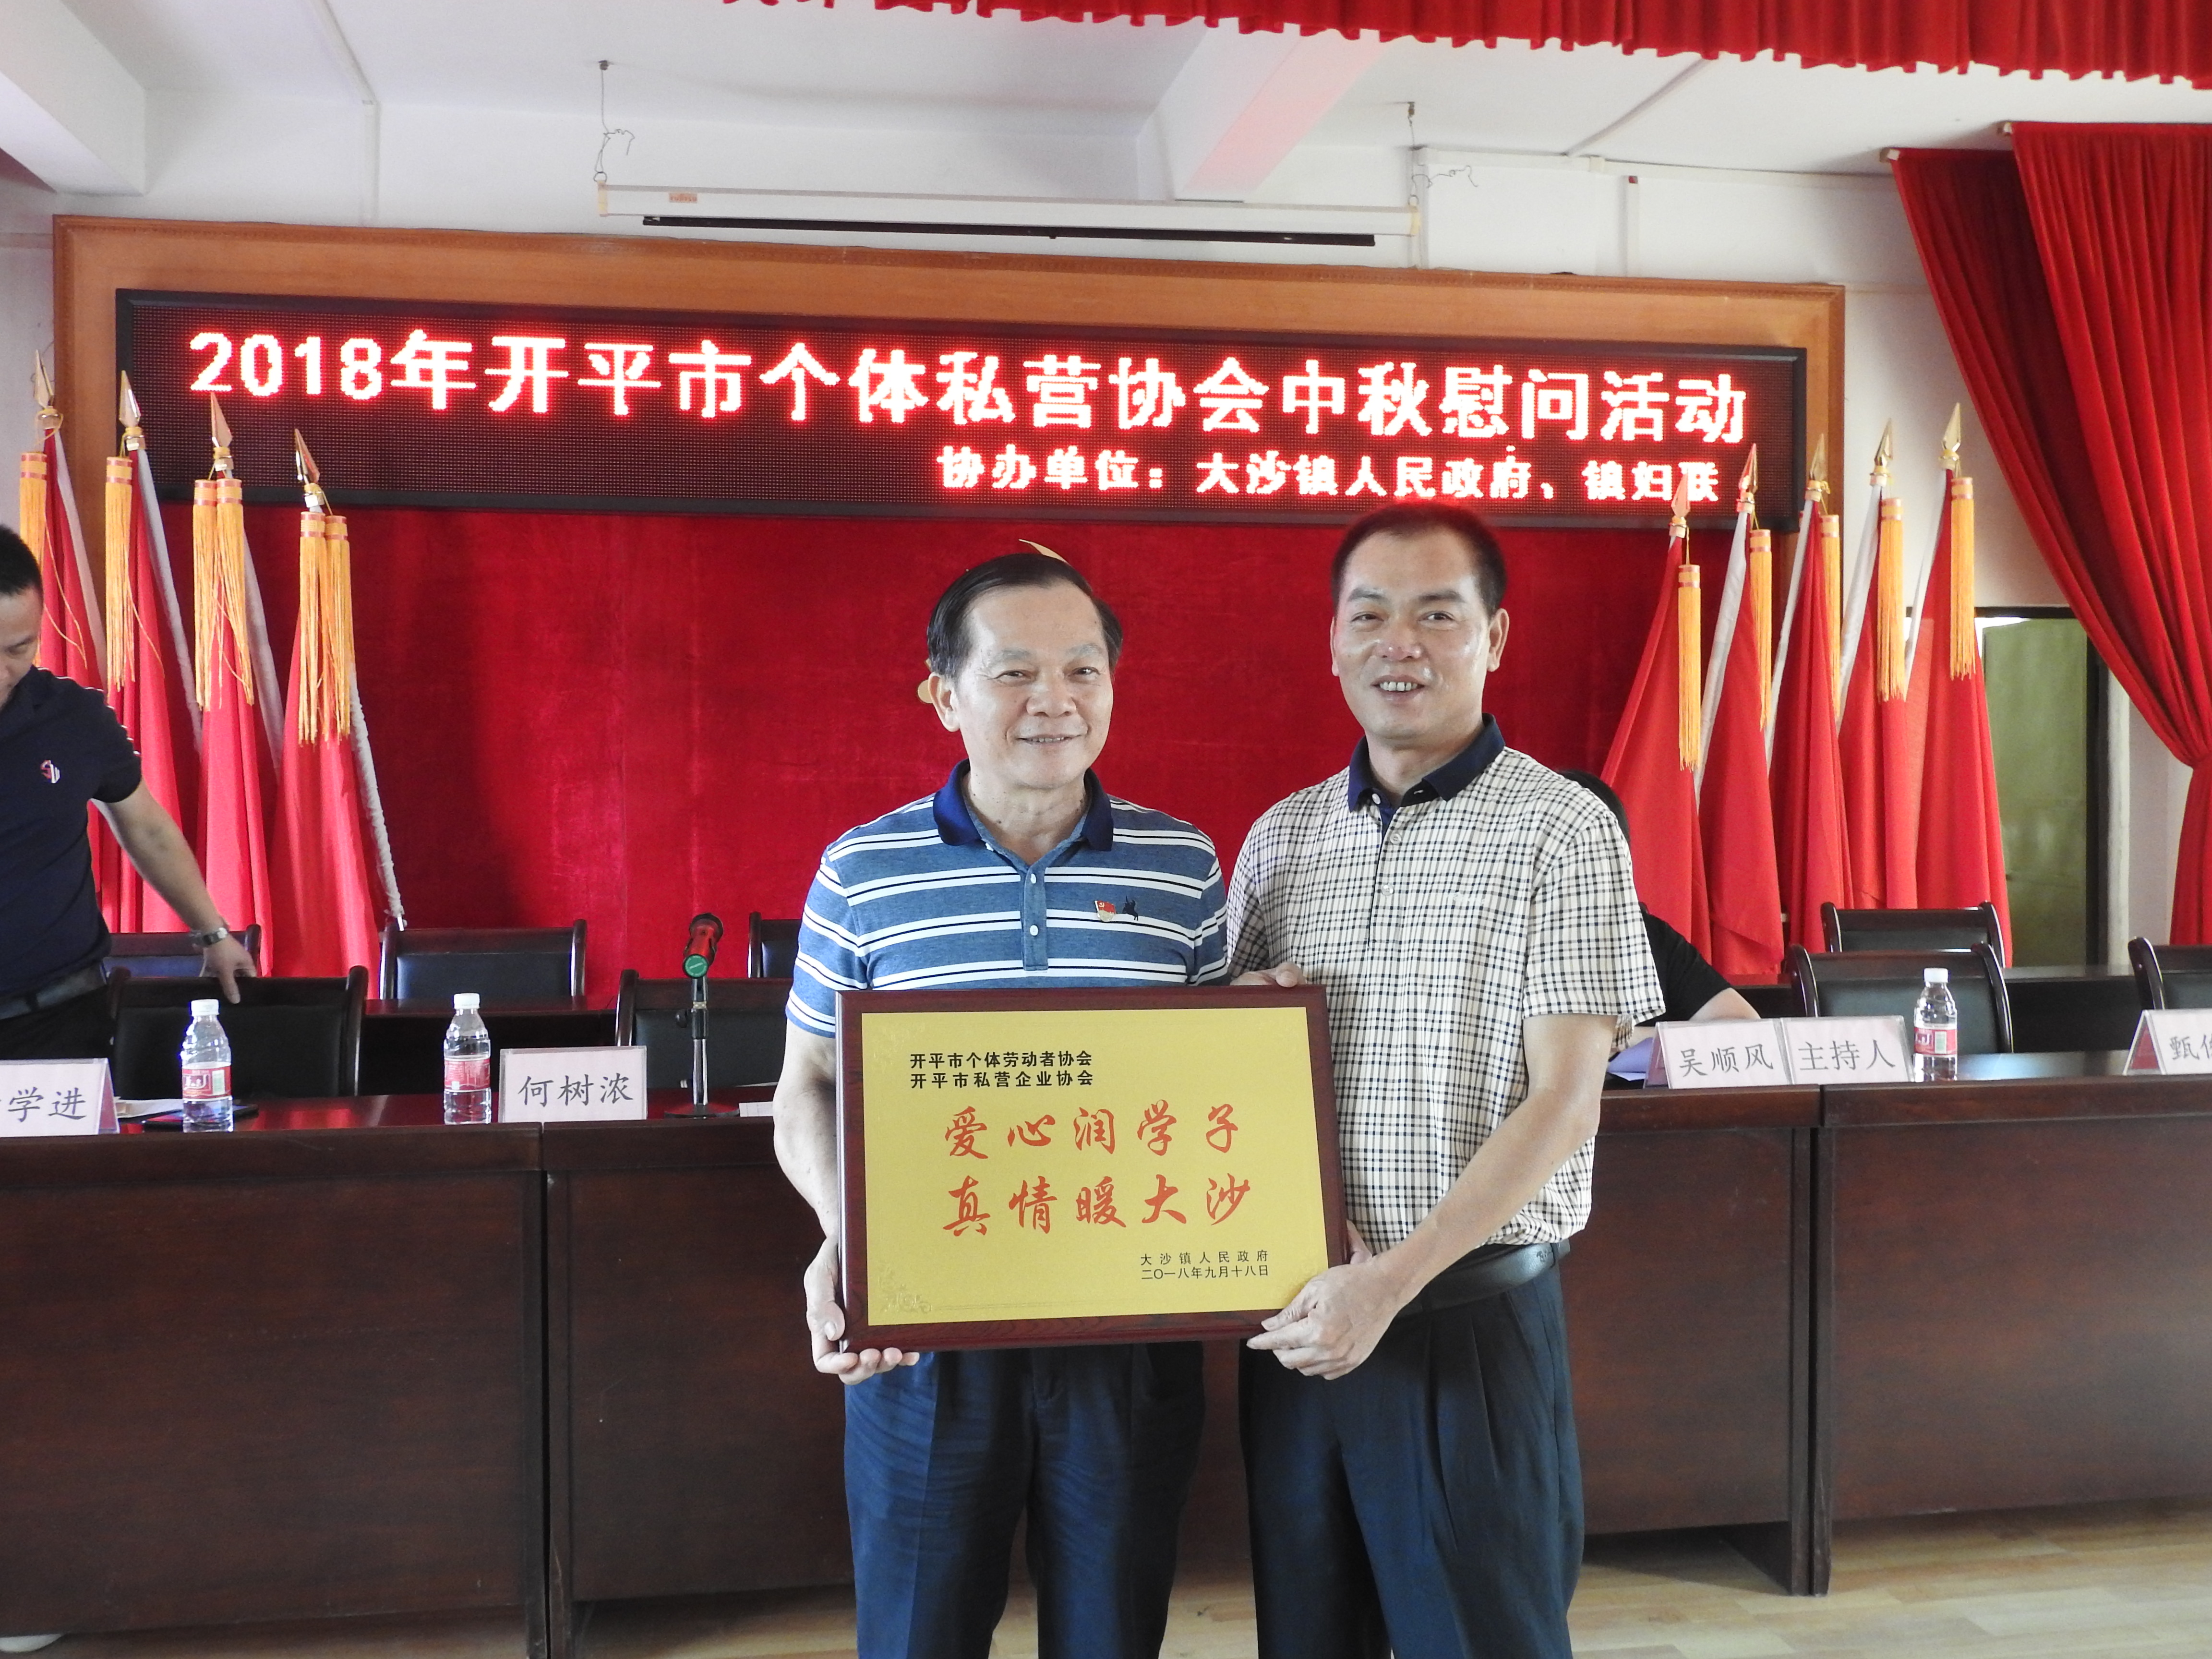 2018年开平市个体私营协会中秋慰问活动
协办单位：大沙镇人民政府、镇妇联
学进
何树浓
吴顺风
主持人
甄
开平市个体劳动者协会
开平市私营企业协会
爱心润学子
真情暖大沙
大沙镇人民政府
二〇一八年九月十八日